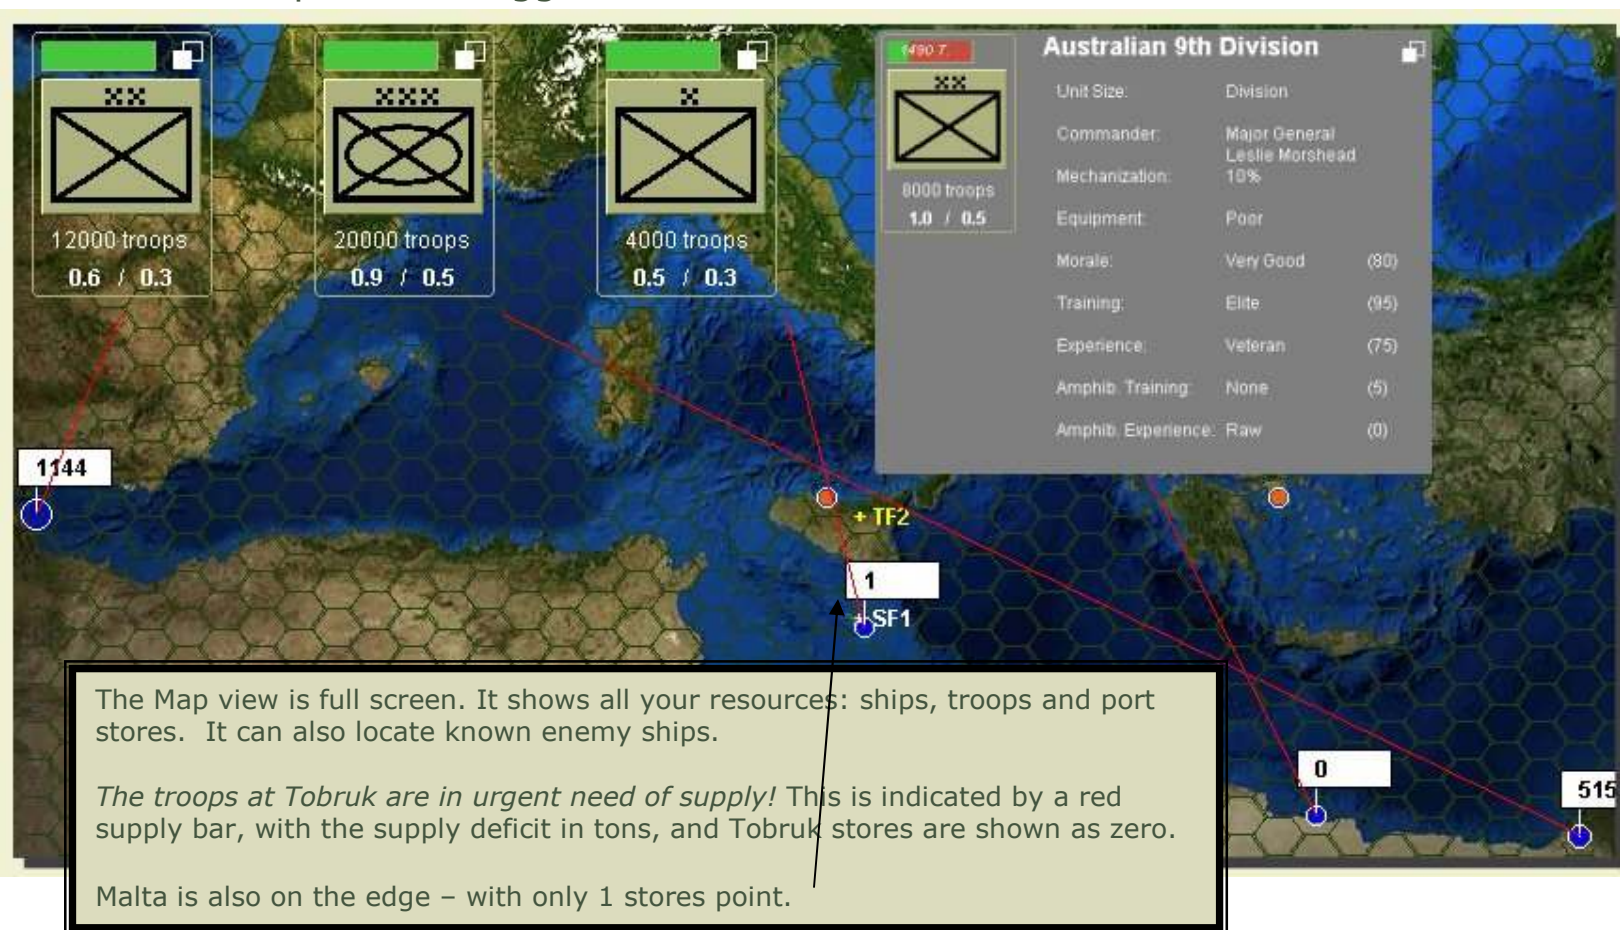 12000 troops
0.6 / 0.3
20000 troops
0.9 / 0.5
4000 troops
0.5 / 0.3
1490 T
8000 troops
1.0 / 0.5
Australian 9th Division
Unit Size: Division
Commander: Major General
Leslie Morshead
Mechanization: 10%
Equipment: Poor
Morale: Very Good (90)
Training: Elite (95)
Experience: Veteran (75)
Amphib. Training: None (5)
Amphib. Experience: Raw (0)
1144
+ TF2
1
SF1
0
515
The Map view is full screen. It shows all your resources: ships, troops and port
stores. It can also locate known enemy ships.
The troops at Tobruk are in urgent need of supply! This is indicated by a red
supply bar, with the supply deficit in tons, and Tobruk stores are shown as zero.
Malta is also on the edge – with only 1 stores point.